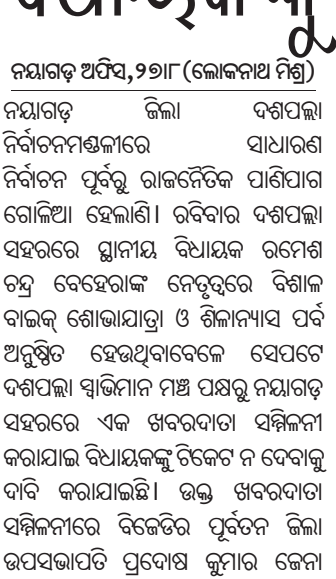 ନୟାଗଡ଼ ଅଫିସ,୨୭।୮(ଲୋକନାଥ ମିଶ୍ର)
ନୟାଗଡ଼ ଜିଲା ଦଶପଲ୍ଲା
ନିର୍ବାଚନମଣ୍ଡଳୀରେ ସାଧାରଣ
ନିର୍ବାଚନ ପୂର୍ବରୁ ରାଜନୈତିକ ପାଣିପାଗ
ଗୋଳିଆ ହେଲାଣି। ରବିବାର ଦଶପଲ୍ଲା
ସହରରେ ସ୍ଥାନୀୟ ବିଧାୟକ ରମେଶ
ଚନ୍ଦ୍ର ବେହେରାଙ୍କ ନେତୃତ୍ୱରେ ବିଶାଳ
ବାଇକ୍ ଶୋଭାଯାତ୍ରା ଓ ଶିଳାନ୍ୟାସ ପର୍ବ
ଅନୁଷ୍ଠିତ ହେଉଥିବାବେଳେ ସେପଟେ
ଦଶପଲ୍ଲା ସ୍ୱାଭିମାନ ମଞ୍ଚ ପକ୍ଷରୁ ନୟାଗଡ଼
ସହରରେ ଏକ ଖବରଦାତା ସମ୍ମିଳନୀ
କରାଯାଇ ବିଧାୟକଙ୍କୁ ଟିକେଟ ନ ଦେବାକୁ
ଦାବି କରାଯାଇଛି। ଉକ୍ତ ଖବରଦାତା
ସମ୍ମିଳନୀରେ ବିଜେଡିର ପୂର୍ବତନ ଜିଲା
ଉପସଭାପତି ପ୍ରଦୋଷ କୁମାର ଜେନା